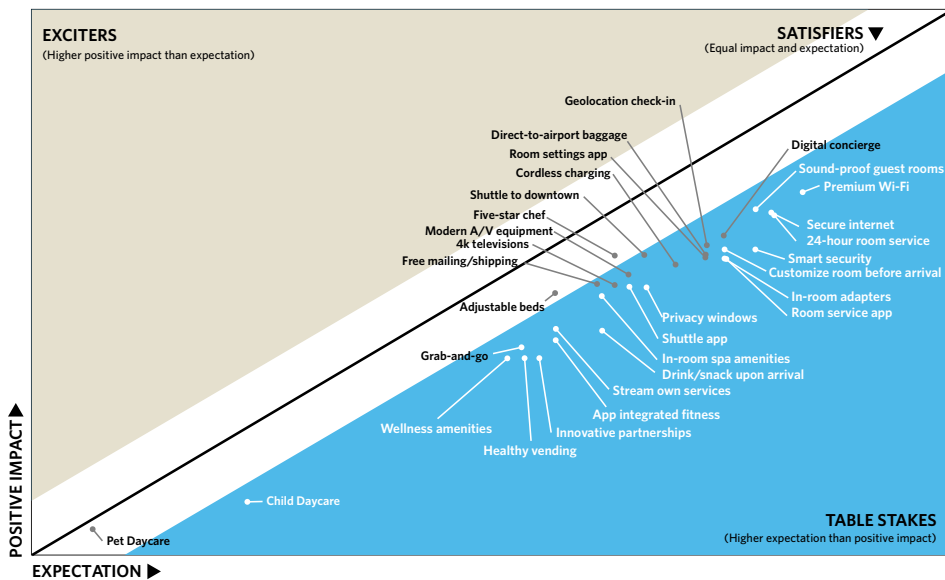 EXCITERS
(Higher positive impact than expectation)
SATISFIERS ▼
(Equal impact and expectation)
Geolocation check-in
Direct-to-airport baggage
Digital concierge
Room settings app
Sound-proof guest rooms
Cordless charging
Premium Wi-Fi
Shuttle to downtown
Five-star chef
Secure internet
Modern A/V equipment
24-hour room service
4k televisions
Smart security
Free mailing/shipping
Customize room before arrival
In-room adapters
Adjustable beds
Room service app
Privacy windows
Shuttle app
Grab-and-go
In-room spa amenities
Drink/snack upon arrival
Stream own services
App integrated fitness
Wellness amenities
Innovative partnerships
Healthy vending
Child Daycare
Pet Daycare
TABLE STAKES
(Higher expectation than positive impact)
POSITIVE IMPACT ▶
EXPECTATION ▶